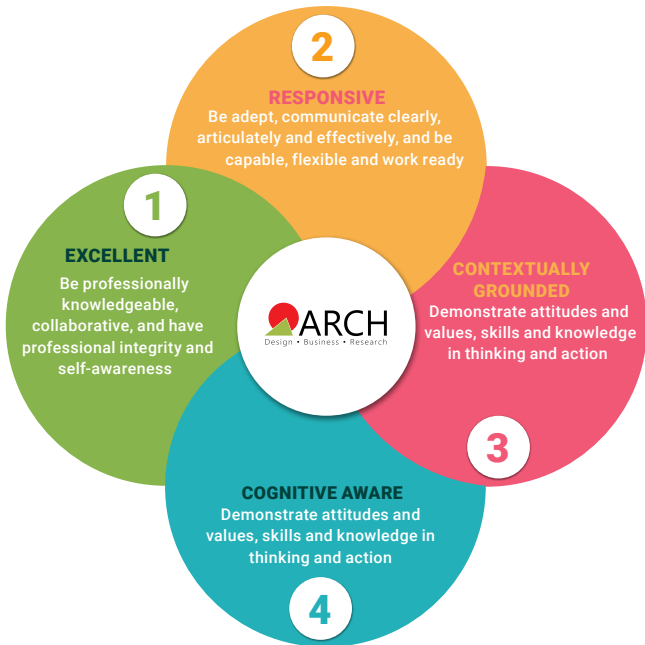 1
EXCELLENT
Be professionally
knowledgeable,
collaborative, and have
professional integrity and
self-awareness
2
RESPONSIVE
Be adept, communicate clearly,
articulately and effectively, and be
capable, flexible and work ready
CONTEXTUALLY
GROUNDED
Demonstrate attitudes and
values, skills and knowledge
in thinking and action
3
COGNITIVE AWARE
Demonstrate attitudes and
values, skills and knowledge in
thinking and action
4
ARCH
Design • Business • Research